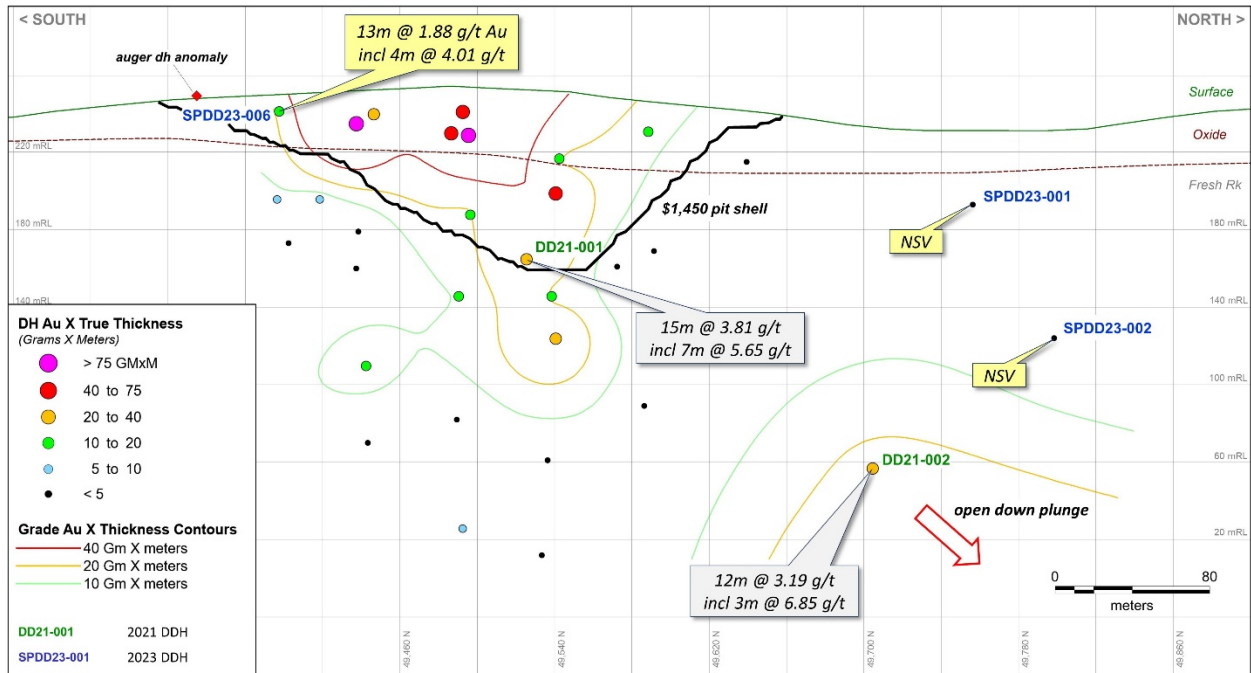 < SOUTH
NORTH >
13m @ 1.88 g/t Au
incl 4m @ 4.01 g/t
auger dh anomaly
SPDD23-006
Surface
Oxide
Fresh Rk
220 mRL
220 mRL
180 mRL
180 mRL
140 mRL
140 mRL
100 mRL
60 mRL
20 mRL
$1,450 pit shell
SPDD23-001
NSV
DD21-001
15m @ 3.81 g/t
incl 7m @ 5.65 g/t
SPDD23-002
NSV
DD21-002
open down plunge
12m @ 3.19 g/t
incl 3m @ 6.85 g/t
DH Au X True Thickness
(Grams X Meters)
> 75 GMxM
40 to 75
20 to 40
10 to 20
5 to 10
< 5
Grade Au X Thickness Contours
40 Gm X meters
20 Gm X meters
10 Gm X meters
DD21-001 2021 DDH
SPDD23-001 2023 DDH
0 80
meters
49,460 N
49,540 N
49,620 N
49,700 N
49,780 N
49,860 N